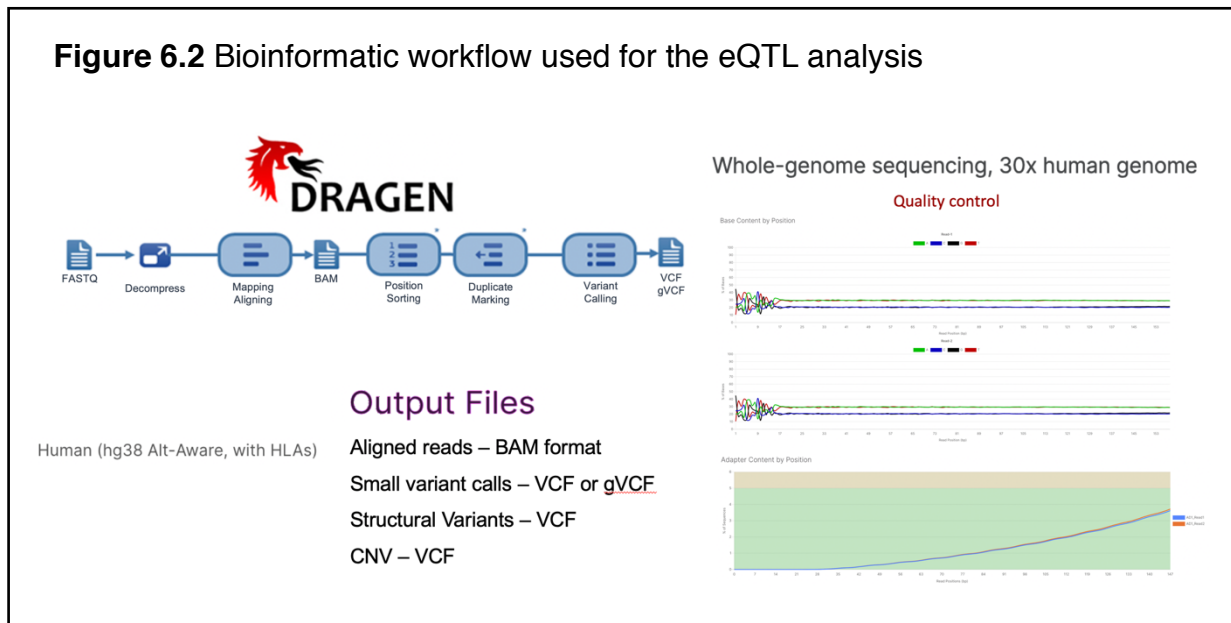 Figure 6.2 Bioinformatic workflow used for the eQTL analysis
DRAGEN
FASTQ
Decompress
Mapping
Aligning
BAM
1
2
3
Position
Sorting
*
Duplicate
Marking
*
Variant
Calling
VCF
gVCF
Human (hg38 Alt-Aware, with HLAs)
Output Files
Aligned reads – BAM format
Small variant calls – VCF or gVCF
Structural Variants – VCF
CNV – VCF
Whole-genome sequencing, 30x human genome
Quality control
Base Content by Position
Adapter Content by Position